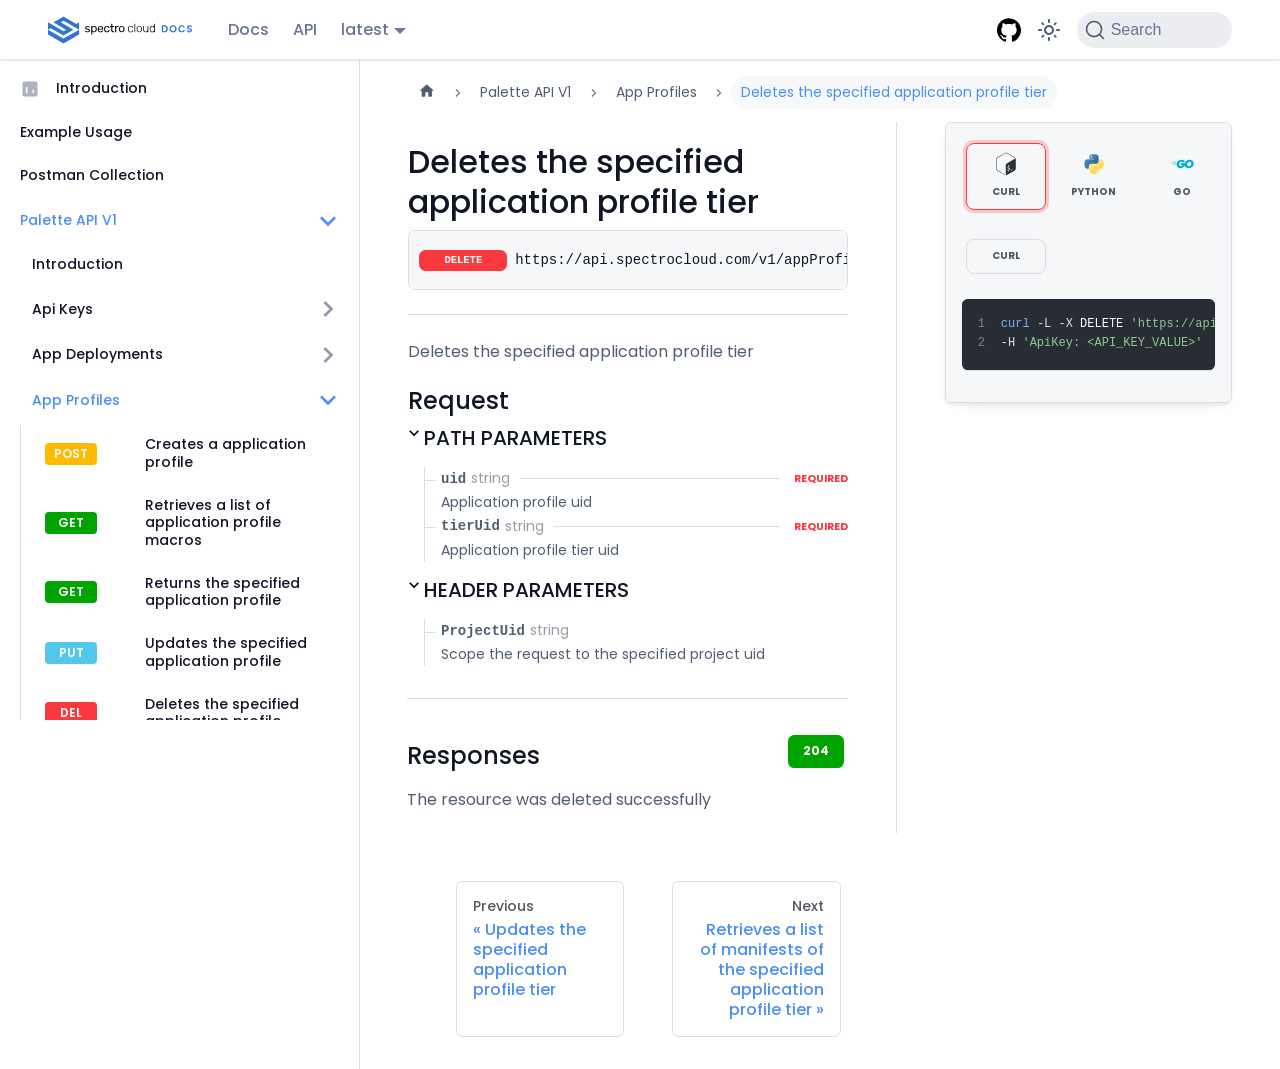 spectro cloud DOCS
Docs
API
latest
Search
Introduction
Example Usage
Postman Collection
Palette API V1
Introduction
Api Keys
App Deployments
App Profiles
POST Creates a application
profile
GET Retrieves a list of
application profile
macros
GET Returns the specified
application profile
PUT Updates the specified
application profile
DEL Deletes the specified
Palette API V1
App Profiles
Deletes the specified application profile tier
Deletes the specified
application profile tier
DELETE https://api.spectrocloud.com/v1/appProfi
Deletes the specified application profile tier
Request
PATH PARAMETERS
uid string REQUIRED
Application profile uid
tierUid string REQUIRED
Application profile tier uid
HEADER PARAMETERS
ProjectUid string
Scope the request to the specified project uid
Responses
204
The resource was deleted successfully
Previous
« Updates the
specified
application
profile tier
Next
Retrieves a list
of manifests of
the specified
application
profile tier »
CURL
PYTHON
GO
GO
CURL
1 curl -L -X DELETE 'https://api
2 -H 'ApiKey: <API_KEY_VALUE>'